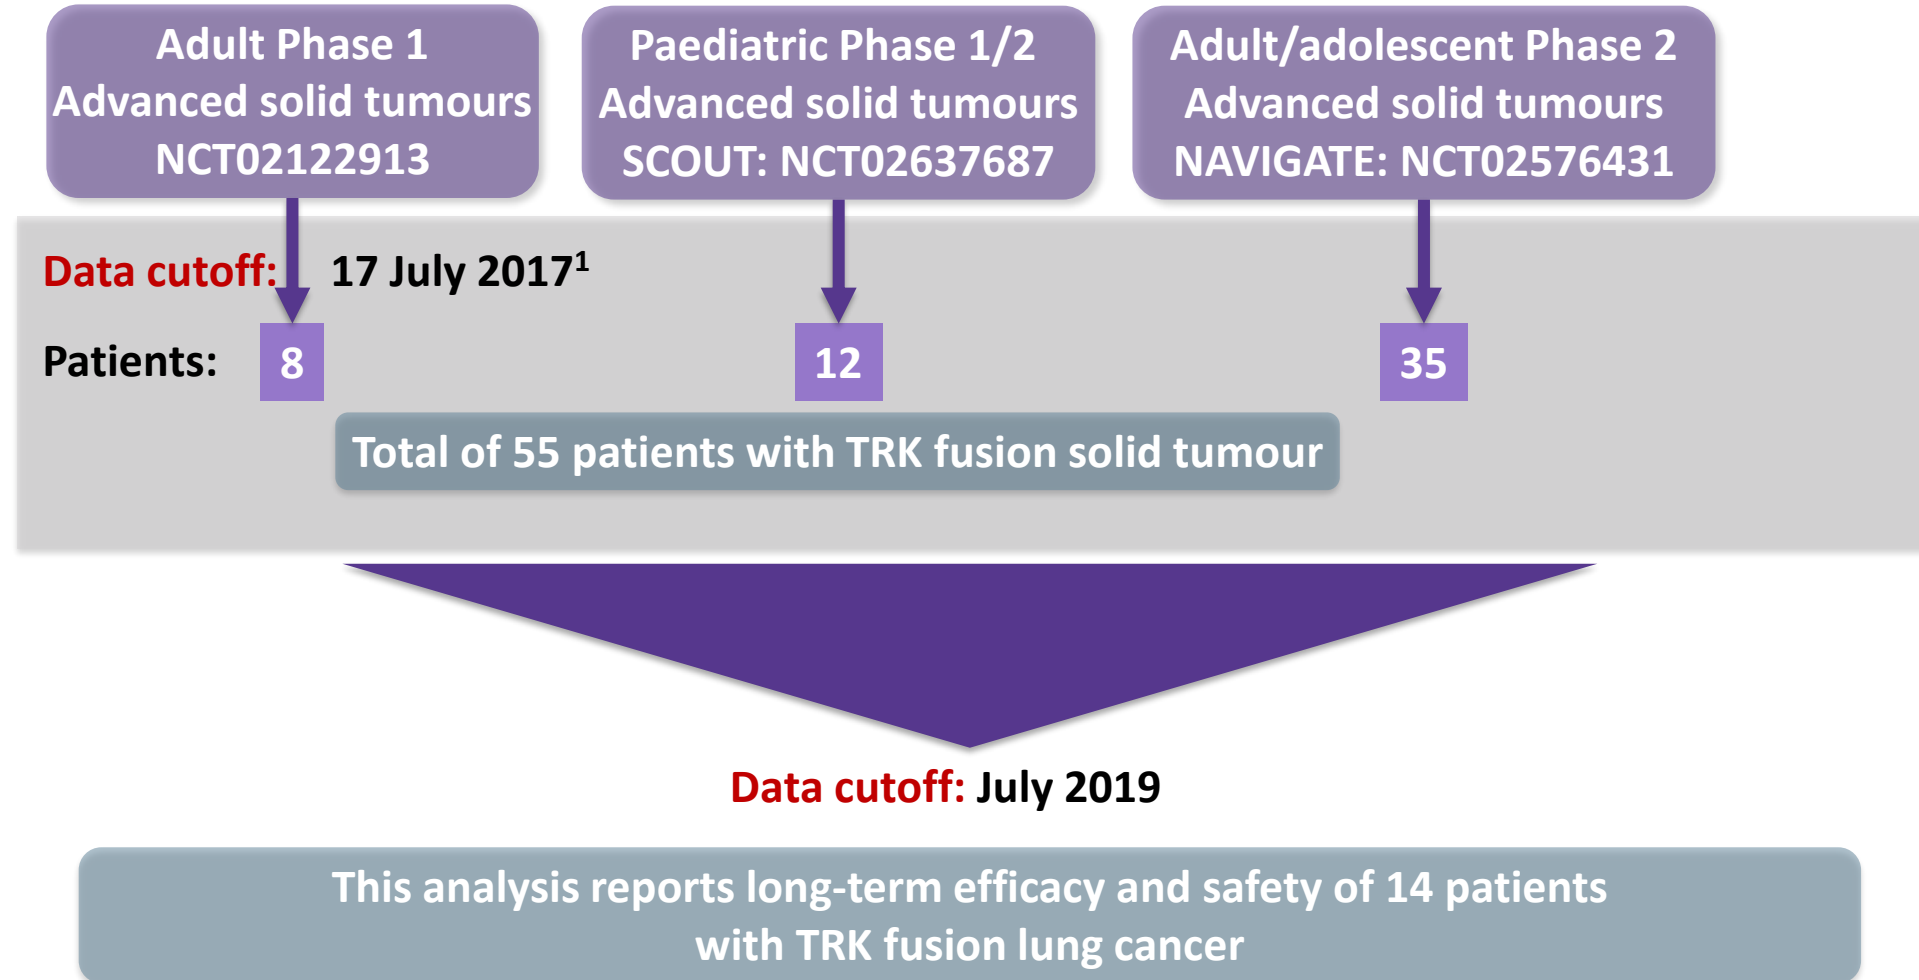 Adult Phase 1
Advanced solid tumours
NCT02122913
Paediatric Phase 1/2
Advanced solid tumours
SCOUT: NCT02637687
Adult/adolescent Phase 2
Advanced solid tumours
NAVIGATE: NCT02576431
Data cutoff: 17 July 2017¹
Patients: 8 12 35
Total of 55 patients with TRK fusion solid tumour
Data cutoff: July 2019
This analysis reports long-term efficacy and safety of 14 patients
with TRK fusion lung cancer